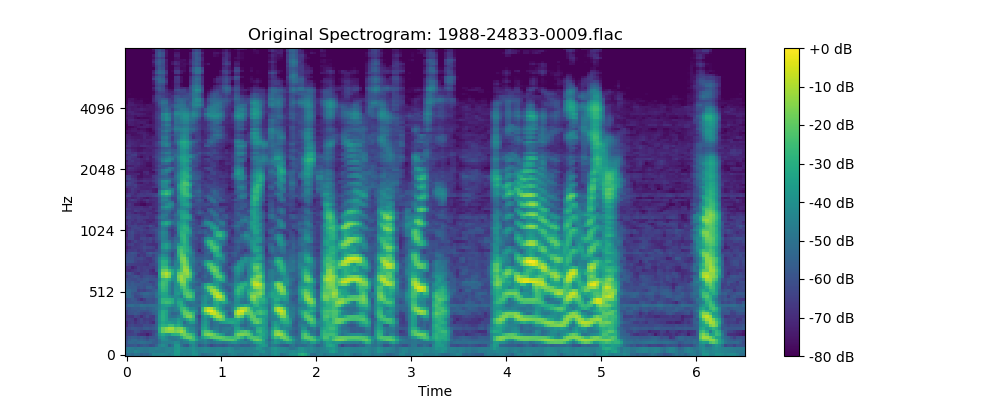 Original Spectrogram: 1988-24833-0009.flac
+0 dB
-10 dB
4096
-20 dB
2048
-30 dB
Hz
-40 dB
1024
-50 dB
512
-60 dB
-70 dB
0
-80 dB
0 1 2 3 4 5 6
Time